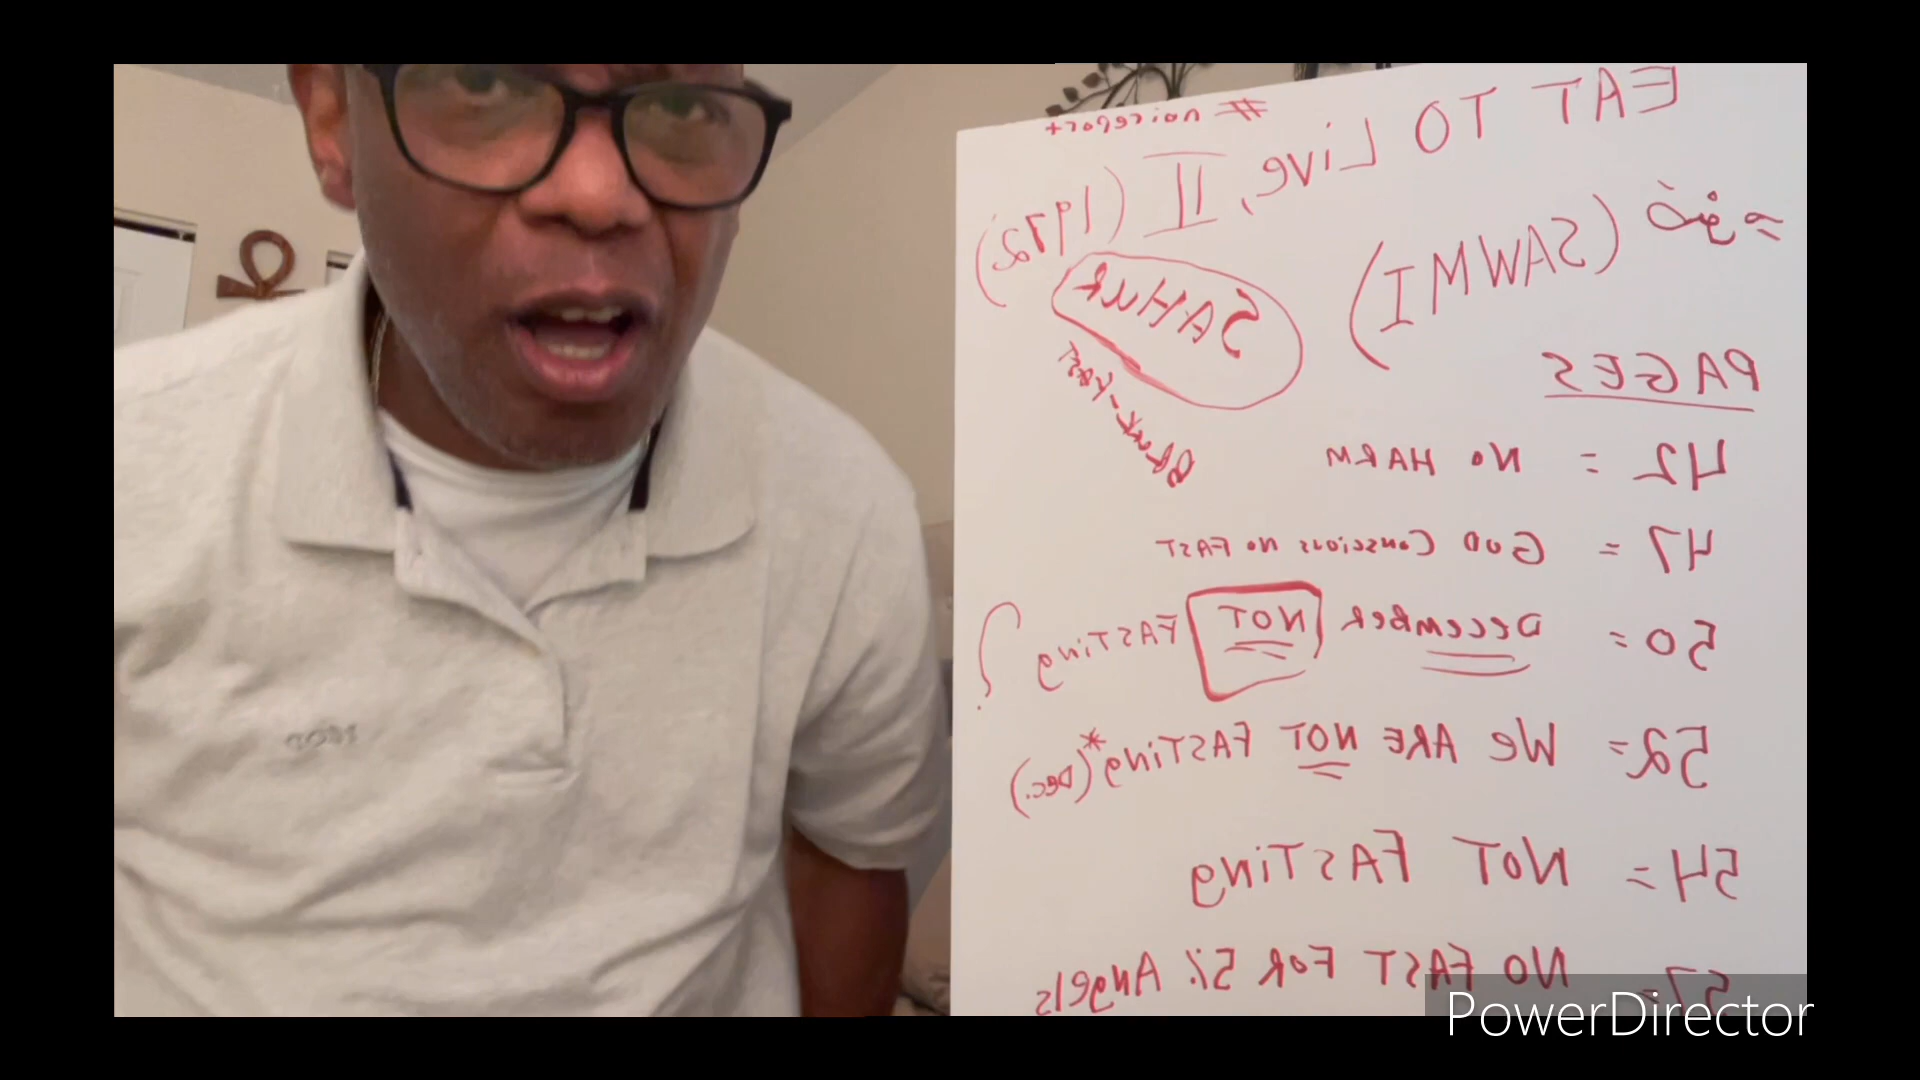 EAT TO Live, II (1972)
# noireport
صوم = (SAWMI)
SAHUR
Break-fast
PAGES
42 = No HARM
47 = GOD Conscious no FAST
50 = December NOT FASTing ?
52 = We ARE NOT FASTing* (Dec.)
54 = NOT FASTing
57 = NO FAST FOR 5% Angels
PowerDirector